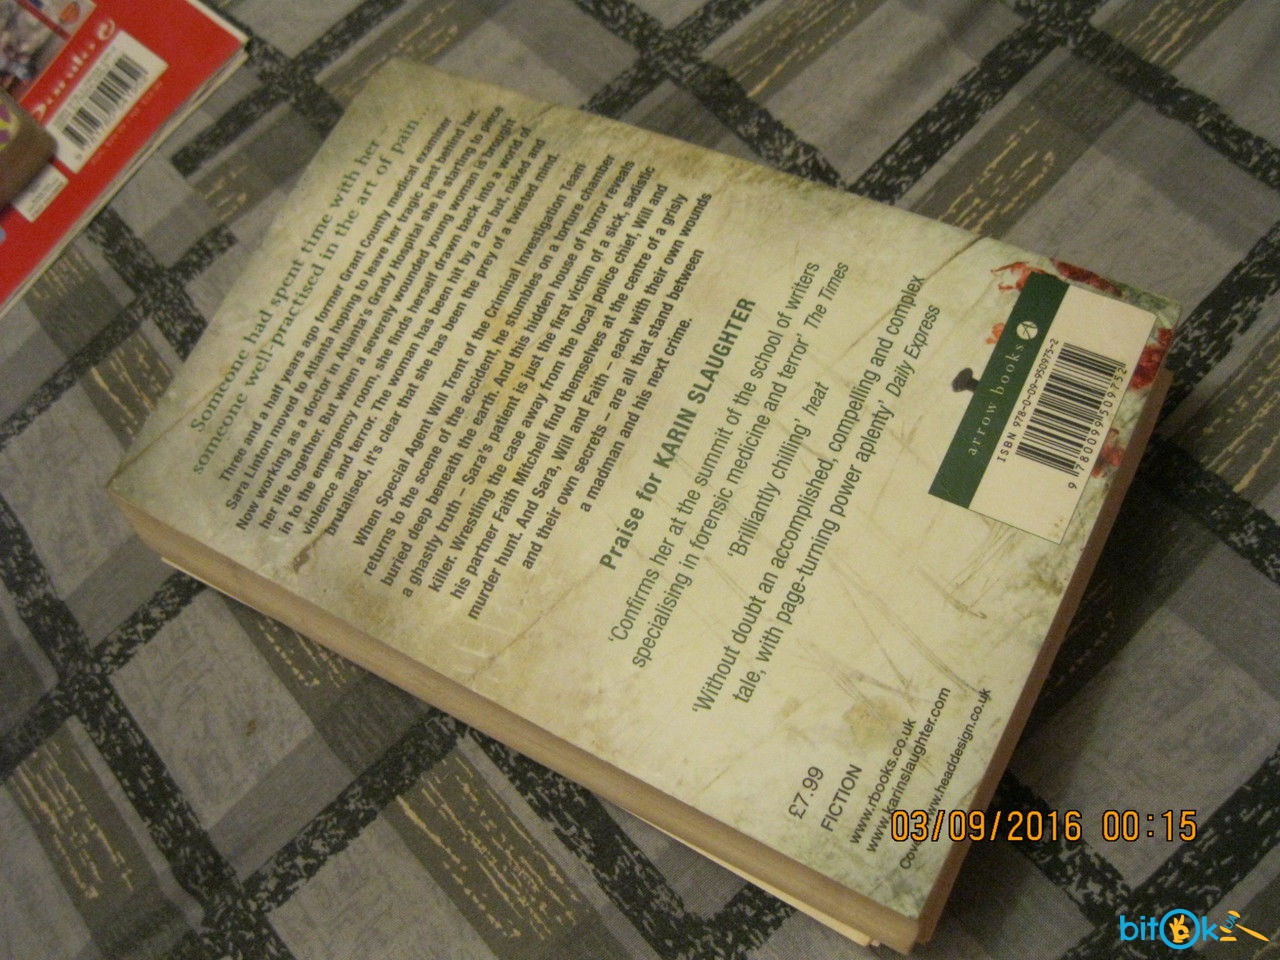 Someone had spent time with her –
someone well-practised in the art of pain...
Three and a half years ago former Grant County medical examiner
Sara Linton moved to Atlanta hoping to leave her tragic past behind her.
Now working as a doctor in Atlanta's Grady Hospital she is starting to piece
her life together. But when a severely wounded young woman is brought
in to the emergency room, she finds herself drawn back into a world of
violence and terror. The woman has been hit by a car but, naked and
brutalised, it's clear that she has been the prey of a twisted mind.
When Special Agent Will Trent of the Criminal Investigation Team
returns to the scene of the accident, he stumbles on a torture chamber
buried deep beneath the earth. And this hidden house of horror reveals
a ghastly truth – Sara's patient is just the first victim of a sick, sadistic
killer. Wrestling the case away from the local police chief, Will and
his partner Faith Mitchell find themselves at the centre of a grisly
murder hunt. And Sara, Will and Faith – each with their own wounds
and their own secrets – are all that stand between
a madman and his next crime.
Praise for KARIN SLAUGHTER
'Confirms her at the summit of the school of writers
specialising in forensic medicine and terror' The Times
'Brilliantly chilling' heat
'Without doubt an accomplished, compelling and complex
tale, with page-turning power aplenty' Daily Express
arrow books
ISBN 978-0-09-950975-2
9 780099 509752
£7.99
FICTION
www.rbooks.co.uk
www.karinslaughter.com
www.headdesign.co.uk
03/09/2016 00:15
bitOk